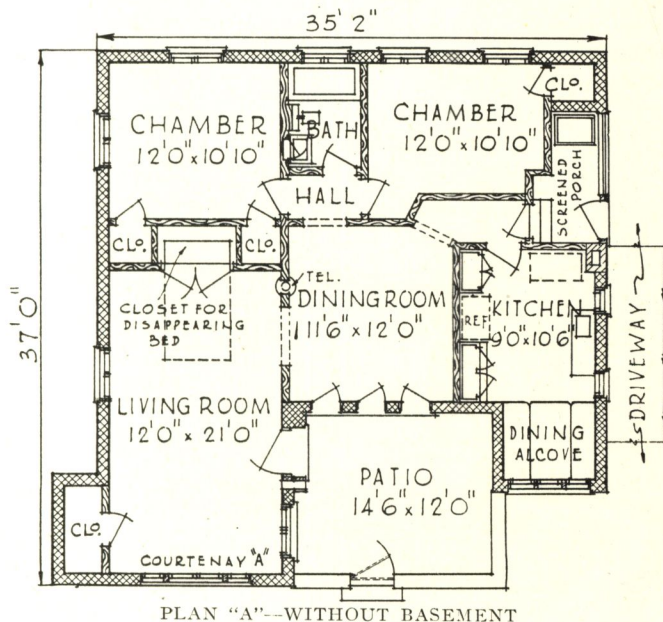 35'2"
CLO.
CHAMBER
12'0" x 10'10"
BATH
CHAMBER
12'0" x 10'10"
SCREENED
PORCH
HALL
CLO.
CLO.
TEL.
CLOSET FOR
DISAPPEARING
BED
DINING ROOM
11'6" x 12'0"
REF
KITCHEN
9'0" x 10'6"
DRIVEWAY
37'0"
LIVING ROOM
12'0" x 21'0"
DINING
ALCOVE
PATIO
14'6" x 12'0"
CLO.
COURTENAY "A"
PLAN "A"--WITHOUT BASEMENT